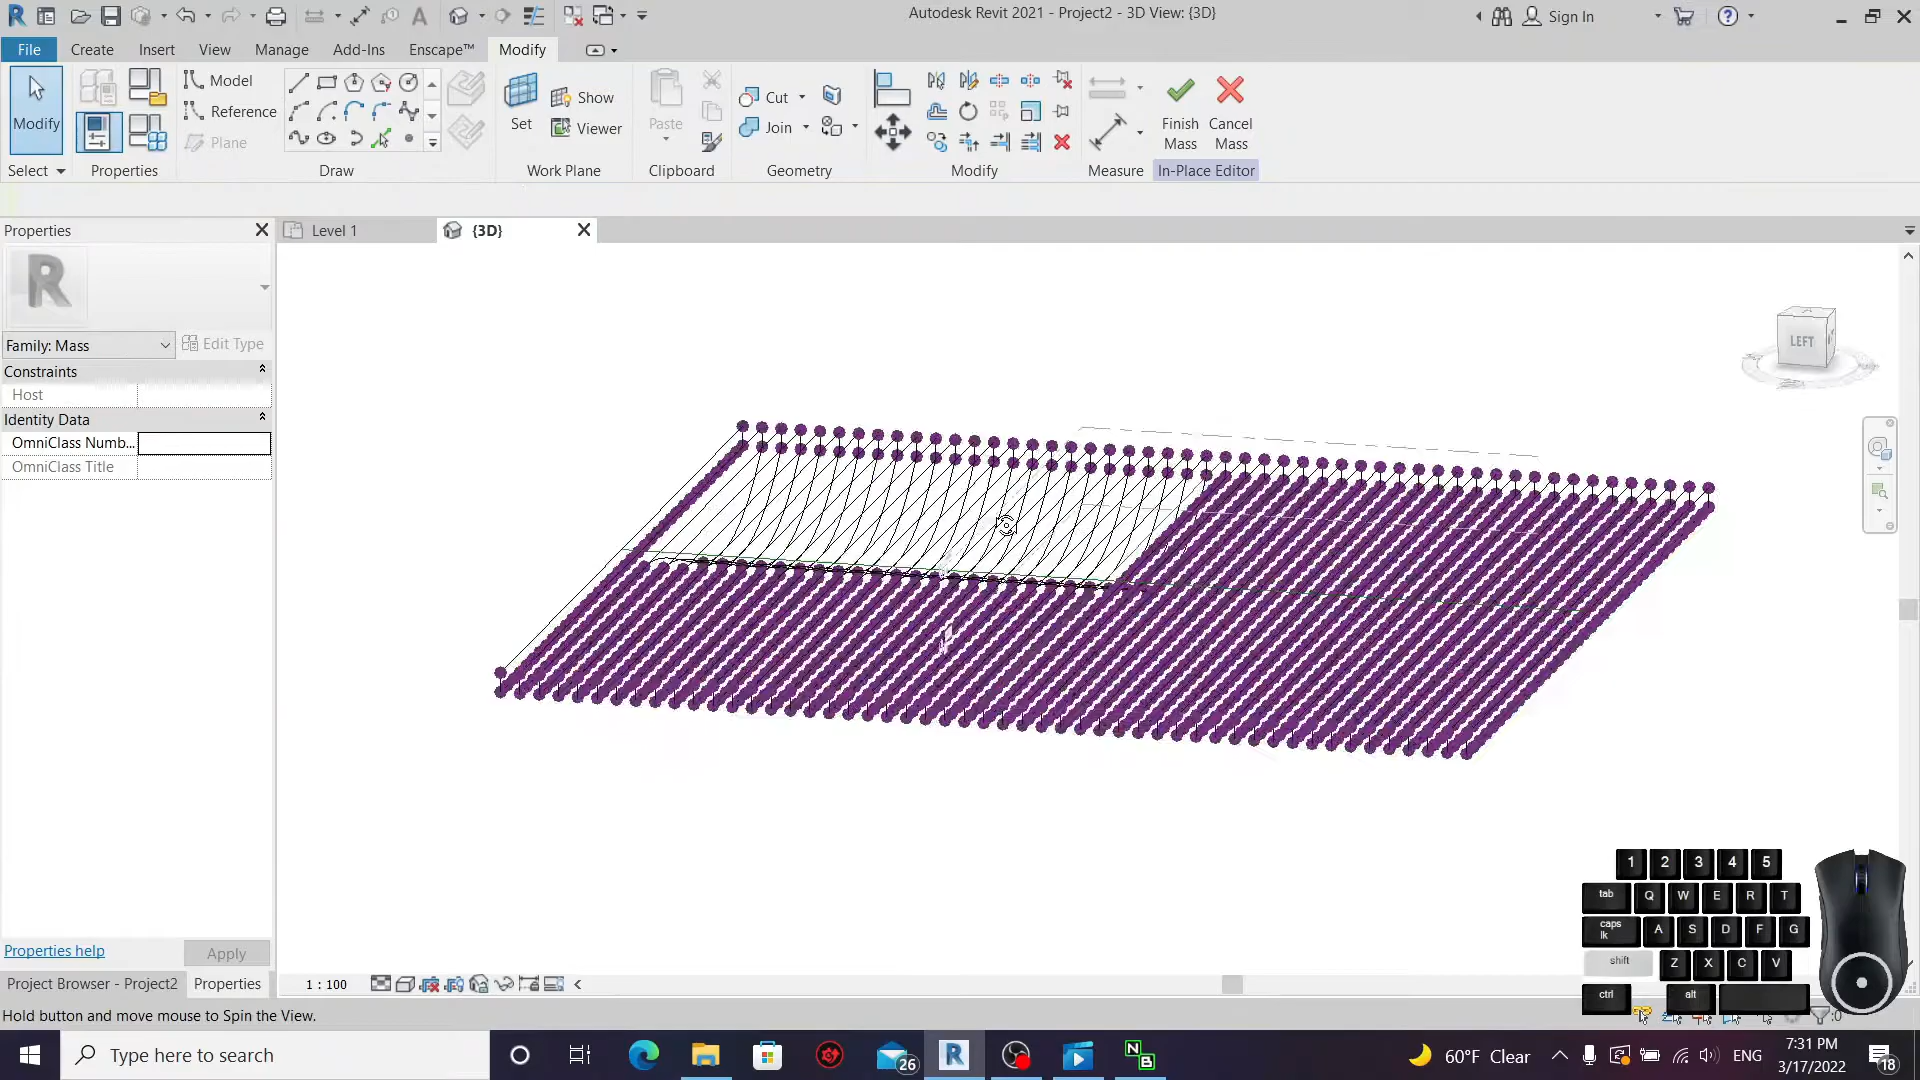 Autodesk Revit 2021 - Project2 - 3D View: {3D}
Sign In
File
Create
Insert
View
Manage
Add-Ins
Enscape™
Modify
Modify
Select
Properties
Model
Reference
Plane
Draw
Set
Show
Viewer
Work Plane
Paste
Clipboard
Cut
Join
Geometry
Modify
Measure
Finish
Mass
Cancel
Mass
In-Place Editor
Properties
Level 1
{3D}
R
Family: Mass
Edit Type
Constraints
Host
Identity Data
OmniClass Numb...
OmniClass Title
LEFT
Properties help
Apply
Project Browser - Project2
Properties
1 : 100
Hold button and move mouse to Spin the View.
:0
1 2 3 4 5
tab Q W E R T
caps lk A S D F G
shift Z X C V
ctrl alt
Type here to search
26
60°F Clear
ENG
7:31 PM
3/17/2022
18